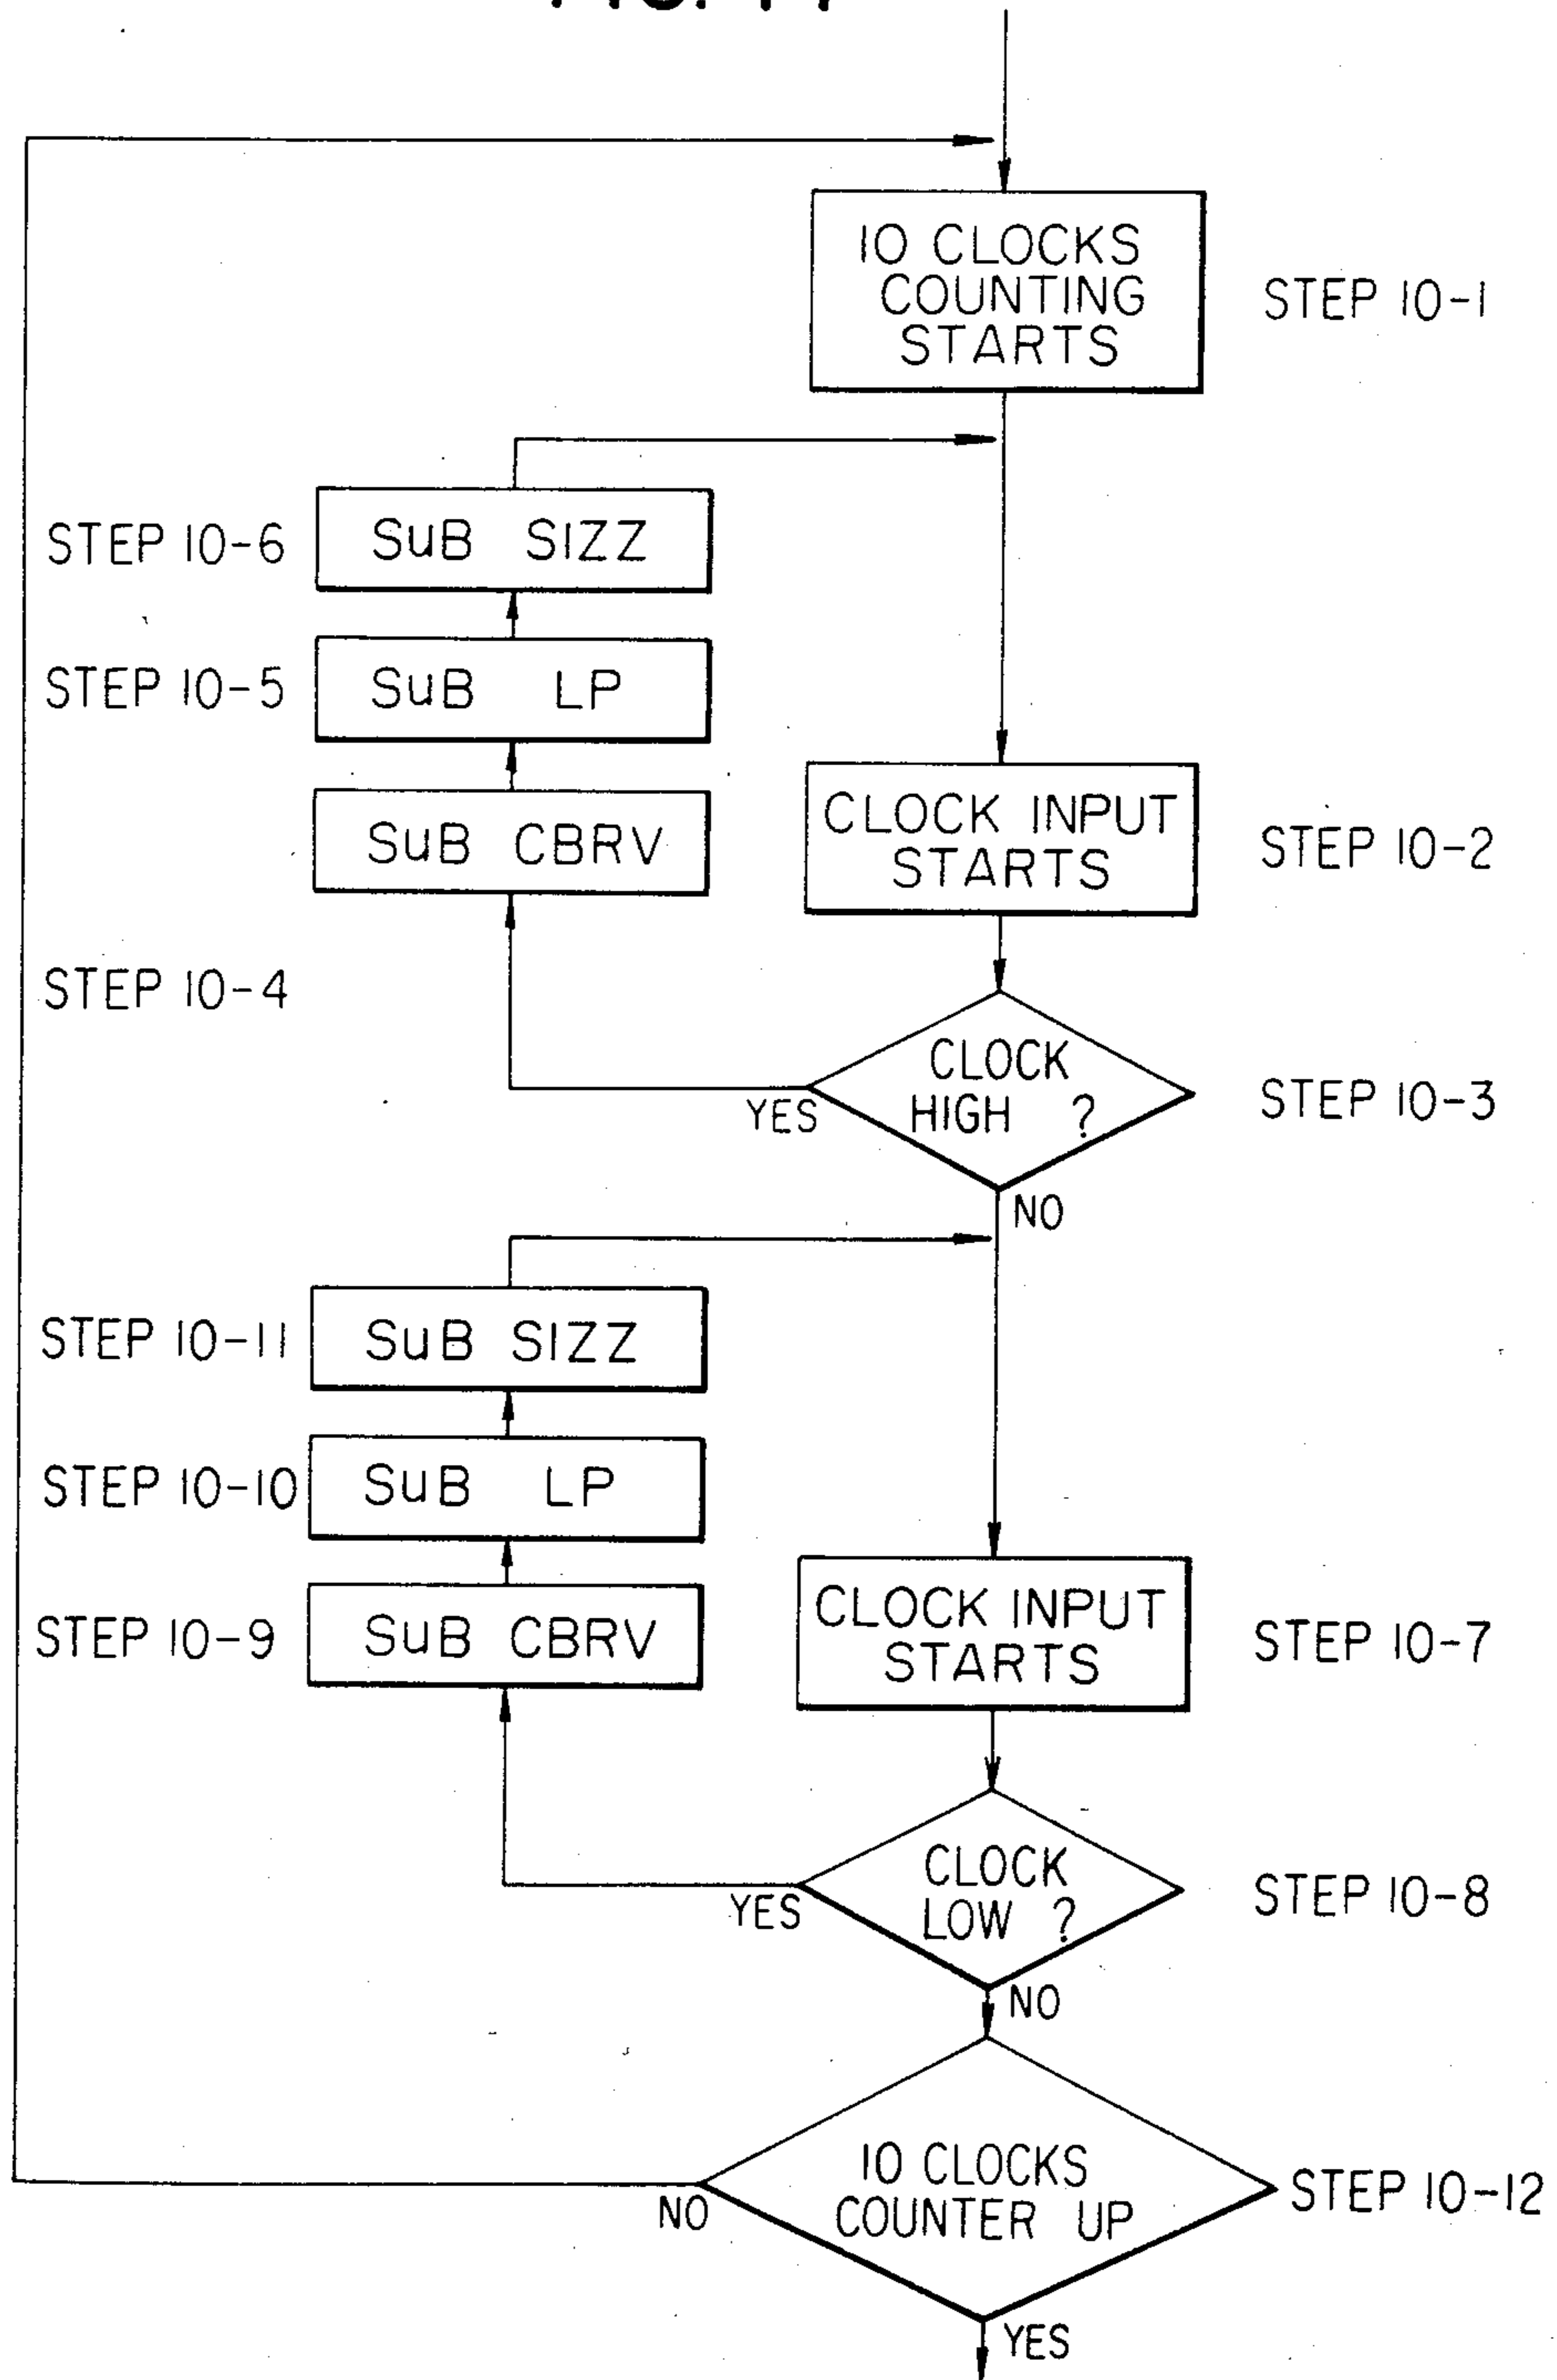 10 CLOCKS
COUNTING
STARTS
STEP 10-1
STEP 10-6
SuB SIZZ
STEP 10-5
SuB LP
SuB CBRV
CLOCK INPUT
STARTS
STEP 10-2
STEP 10-4
CLOCK
HIGH ?
YES
STEP 10-3
NO
STEP 10-11
SuB SIZZ
STEP 10-10
SuB LP
STEP 10-9
SuB CBRV
CLOCK INPUT
STARTS
STEP 10-7
CLOCK
LOW ?
YES
STEP 10-8
NO
10 CLOCKS
COUNTER UP
NO
STEP 10-12
YES